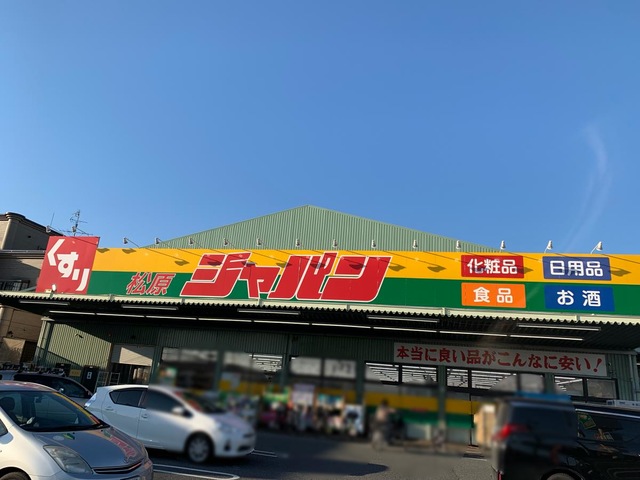 くすり
松原
ジャパン
化粧品
日用品
食品
お酒
本当に良い品がこんなに安い!